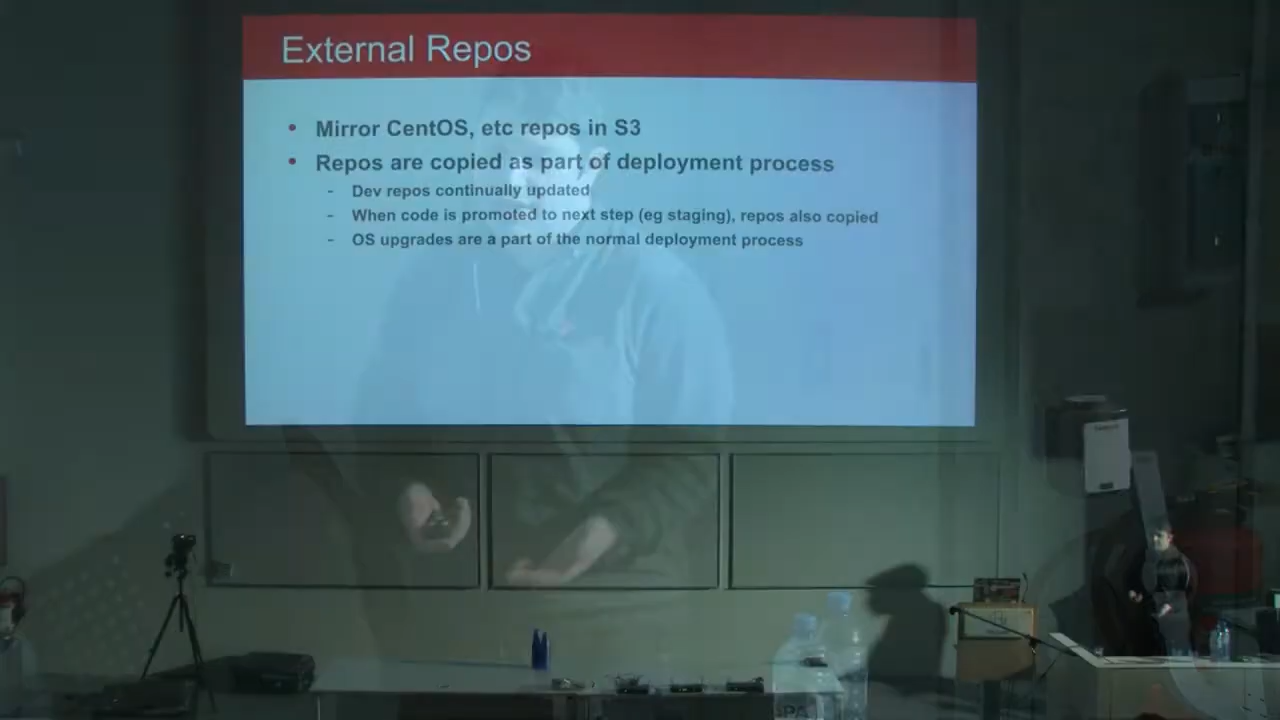 External Repos
• Mirror CentOS, etc repos in S3
• Repos are copied as part of deployment process
- Dev repos continually updated
- When code is promoted to next step (eg staging), repos also copied
- OS upgrades are a part of the normal deployment process